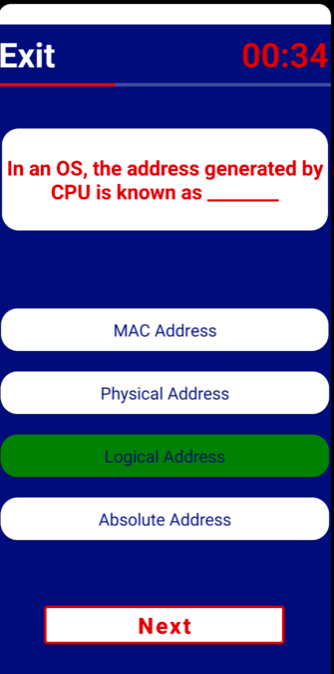 Exit
00:34
In an OS, the address generated by
CPU is known as ________
MAC Address
Physical Address
Logical Address
Absolute Address
Next